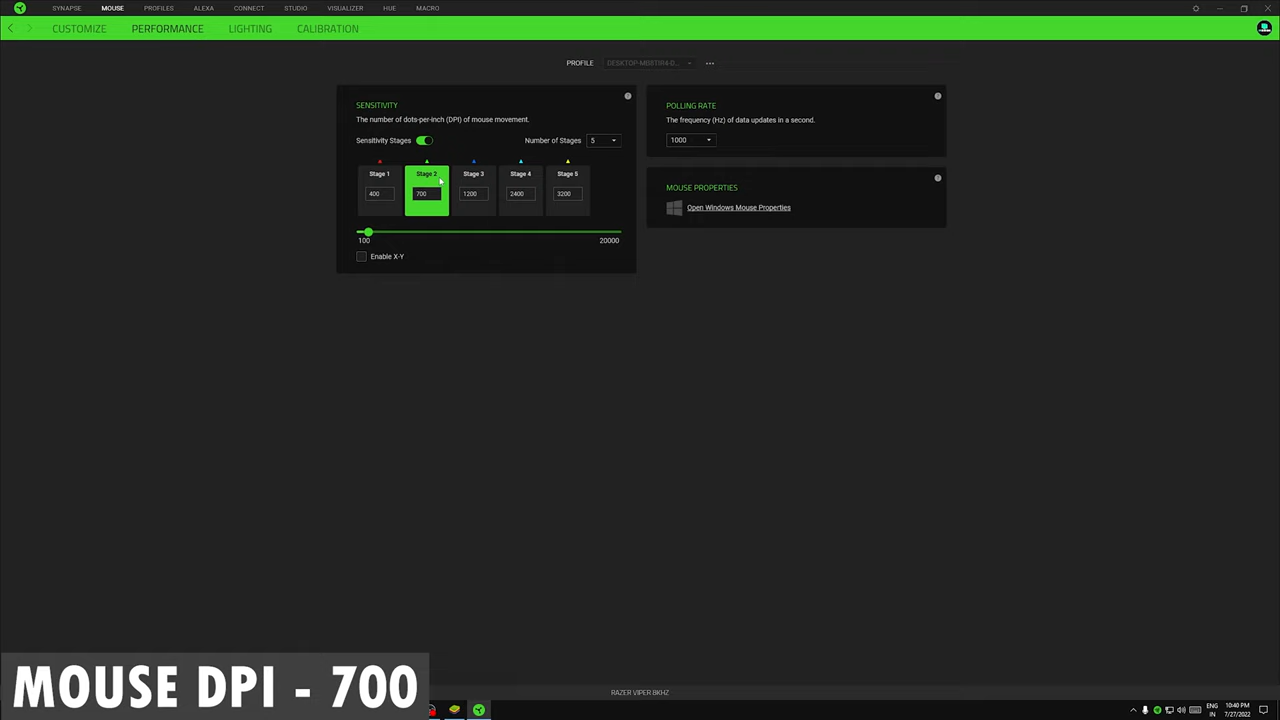 SYNAPSE MOUSE PROFILES ALEXA CONNECT STUDIO VISUALIZER HUE MACRO
CUSTOMIZE PERFORMANCE LIGHTING CALIBRATION
PROFILE
SENSITIVITY
The number of dots-per-inch (DPI) of mouse movement.
Sensitivity Stages
Number of Stages 5
Stage 1 Stage 2 Stage 3 Stage 4 Stage 5
400 700 1200 2400 3200
100 20000
Enable X-Y
POLLING RATE
The frequency (Hz) of data updates in a second.
1000
MOUSE PROPERTIES
Open Windows Mouse Properties
MOUSE DPI - 700
RAZER VIPER 8KHZ
ENG
IN
10:40 PM
7/27/2022